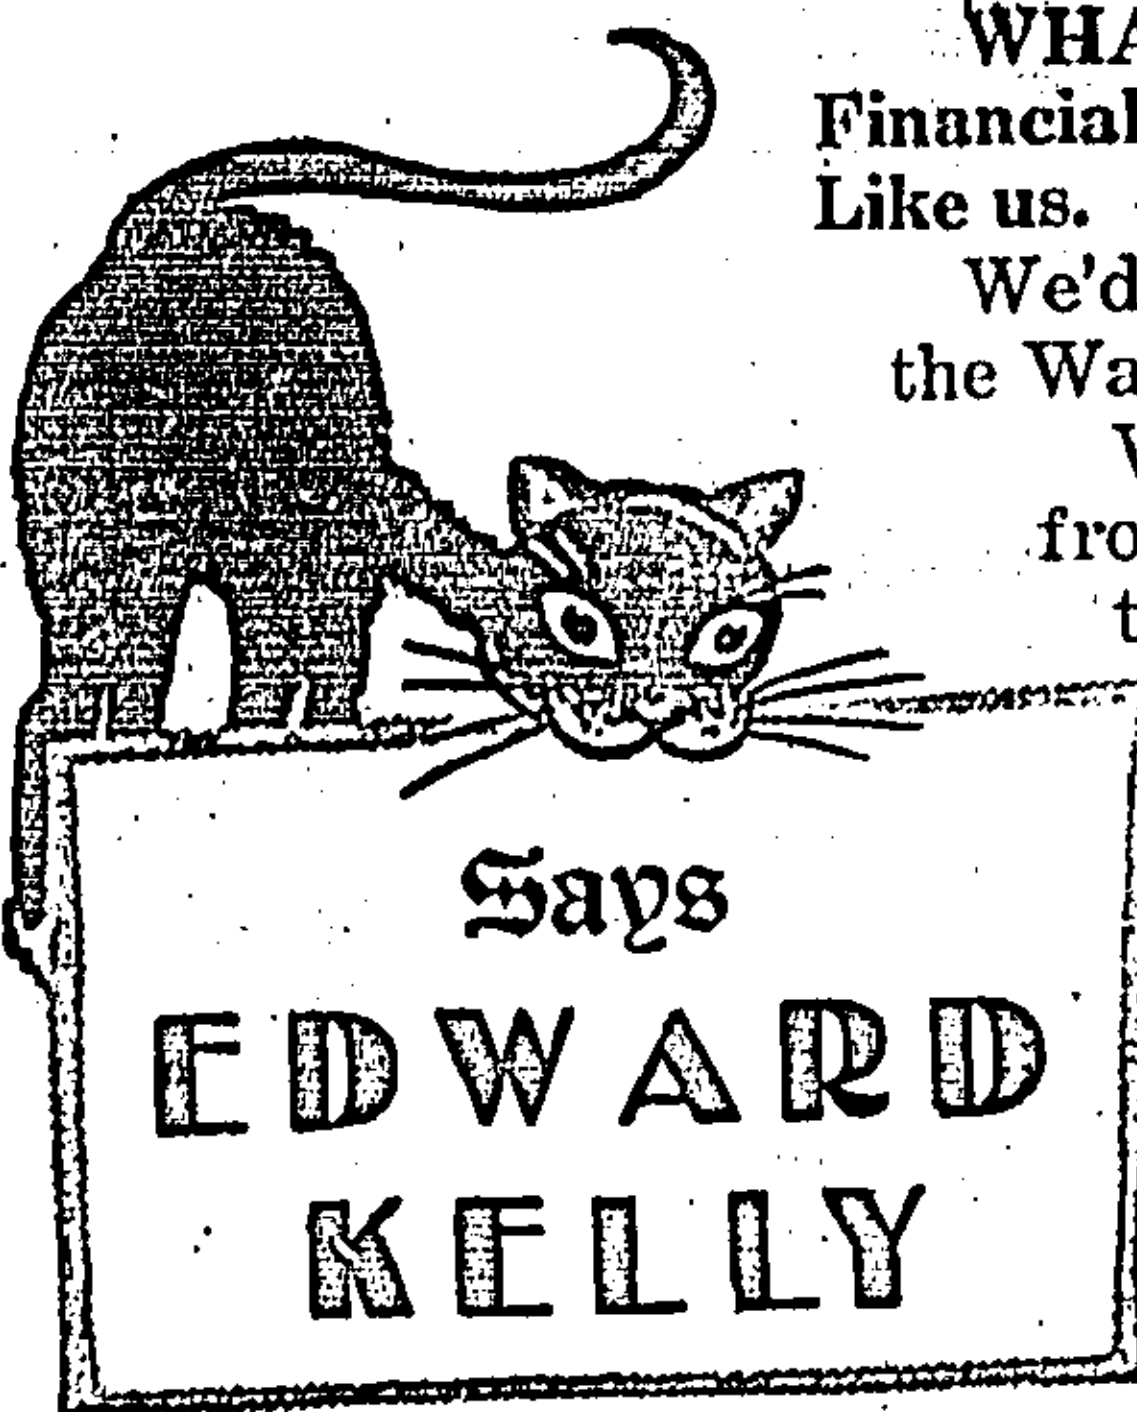 WHA
Financial
Like us.
We'd
the Wa
fro
t
Says
EDWARD
KELLY